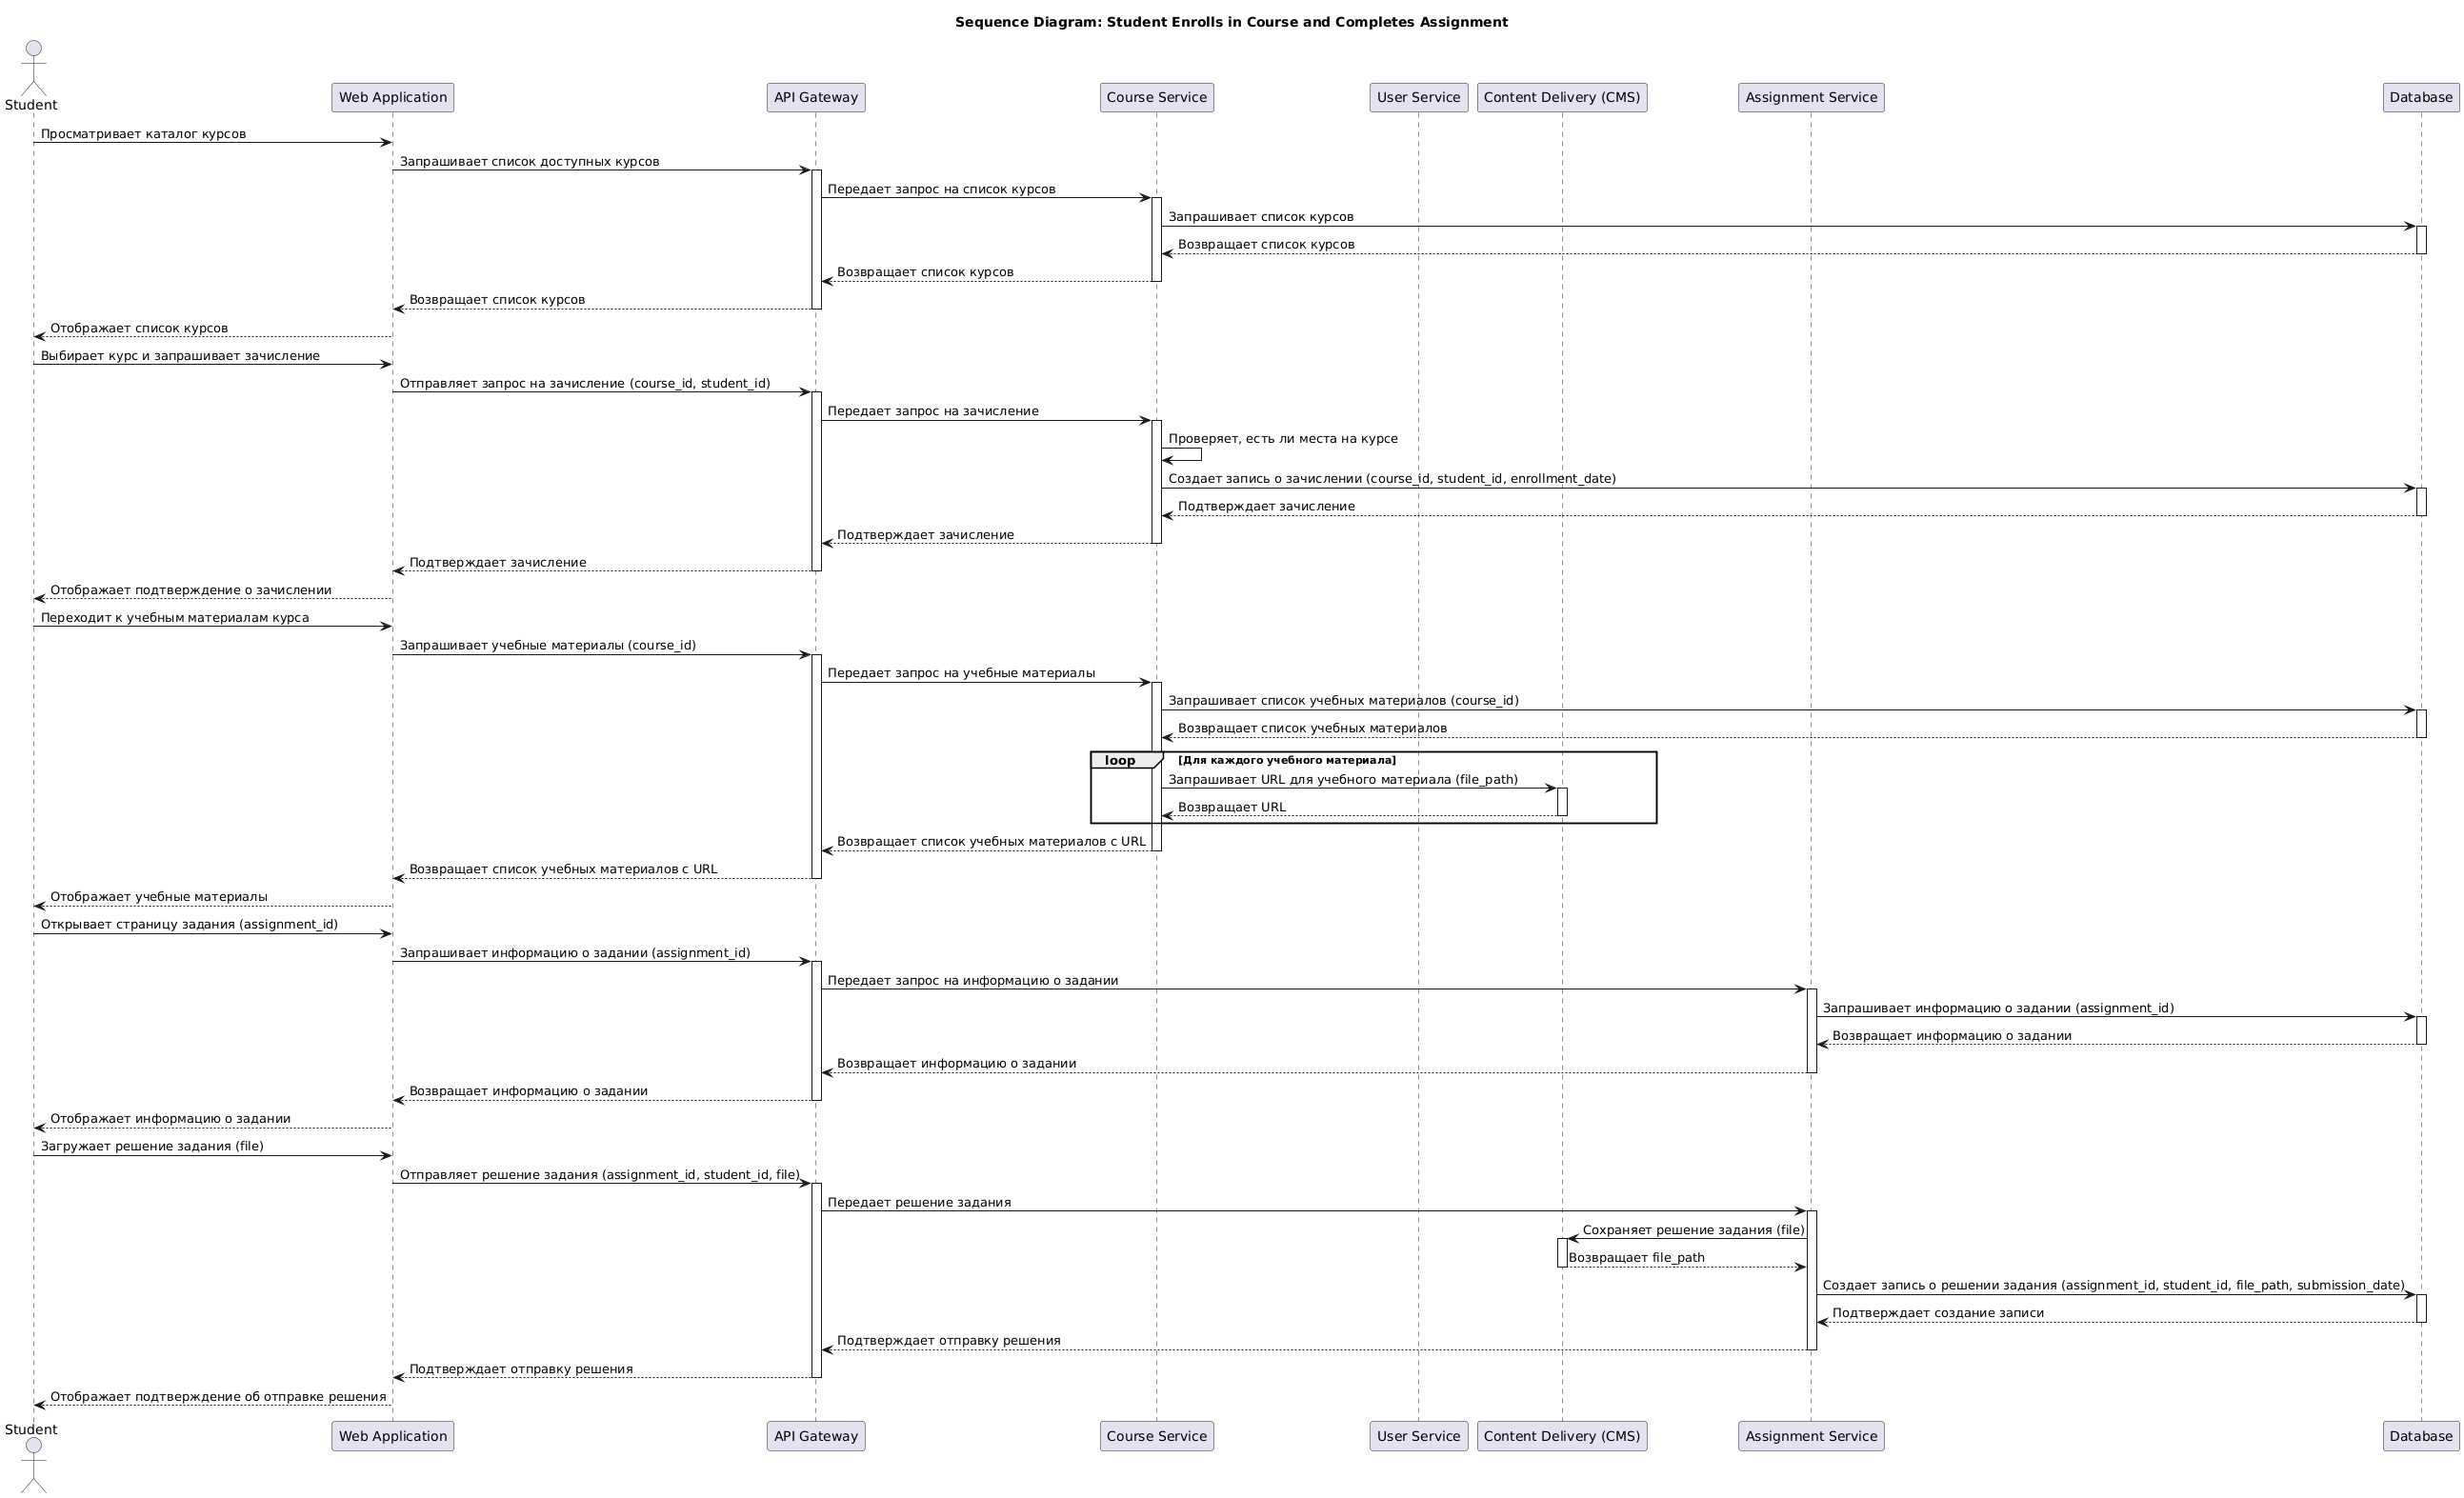 Sequence Diagram: Student Enrolls in Course and Completes Assignment
Student
Web Application
API Gateway
Course Service
User Service
Content Delivery (CMS)
Assignment Service
Database
Просматривает каталог курсов
Запрашивает список доступных курсов
Передает запрос на список курсов
Запрашивает список курсов
Возвращает список курсов
Возвращает список курсов
Возвращает список курсов
Отображает список курсов
Выбирает курс и запрашивает зачисление
Отправляет запрос на зачисление (course_id, student_id)
Передает запрос на зачисление
Проверяет, есть ли места на курсе
Создает запись о зачислении (course_id, student_id, enrollment_date)
Подтверждает зачисление
Подтверждает зачисление
Подтверждает зачисление
Отображает подтверждение о зачислении
Переходит к учебным материалам курса
Запрашивает учебные материалы (course_id)
Передает запрос на учебные материалы
Запрашивает список учебных материалов (course_id)
Возвращает список учебных материалов
loop
[Для каждого учебного материала]
Запрашивает URL для учебного материала (file_path)
Возвращает URL
Возвращает список учебных материалов с URL
Возвращает список учебных материалов с URL
Отображает учебные материалы
Открывает страницу задания (assignment_id)
Запрашивает информацию о задании (assignment_id)
Передает запрос на информацию о задании
Запрашивает информацию о задании (assignment_id)
Возвращает информацию о задании
Возвращает информацию о задании
Возвращает информацию о задании
Отображает информацию о задании
Загружает решение задания (file)
Отправляет решение задания (assignment_id, student_id, file)
Передает решение задания
Сохраняет решение задания (file)
Возвращает file_path
Создает запись о решении задания (assignment_id, student_id, file_path, submission_date)
Подтверждает создание записи
Подтверждает отправку решения
Подтверждает отправку решения
Отображает подтверждение об отправке решения
Student
Web Application
API Gateway
Course Service
User Service
Content Delivery (CMS)
Assignment Service
Database